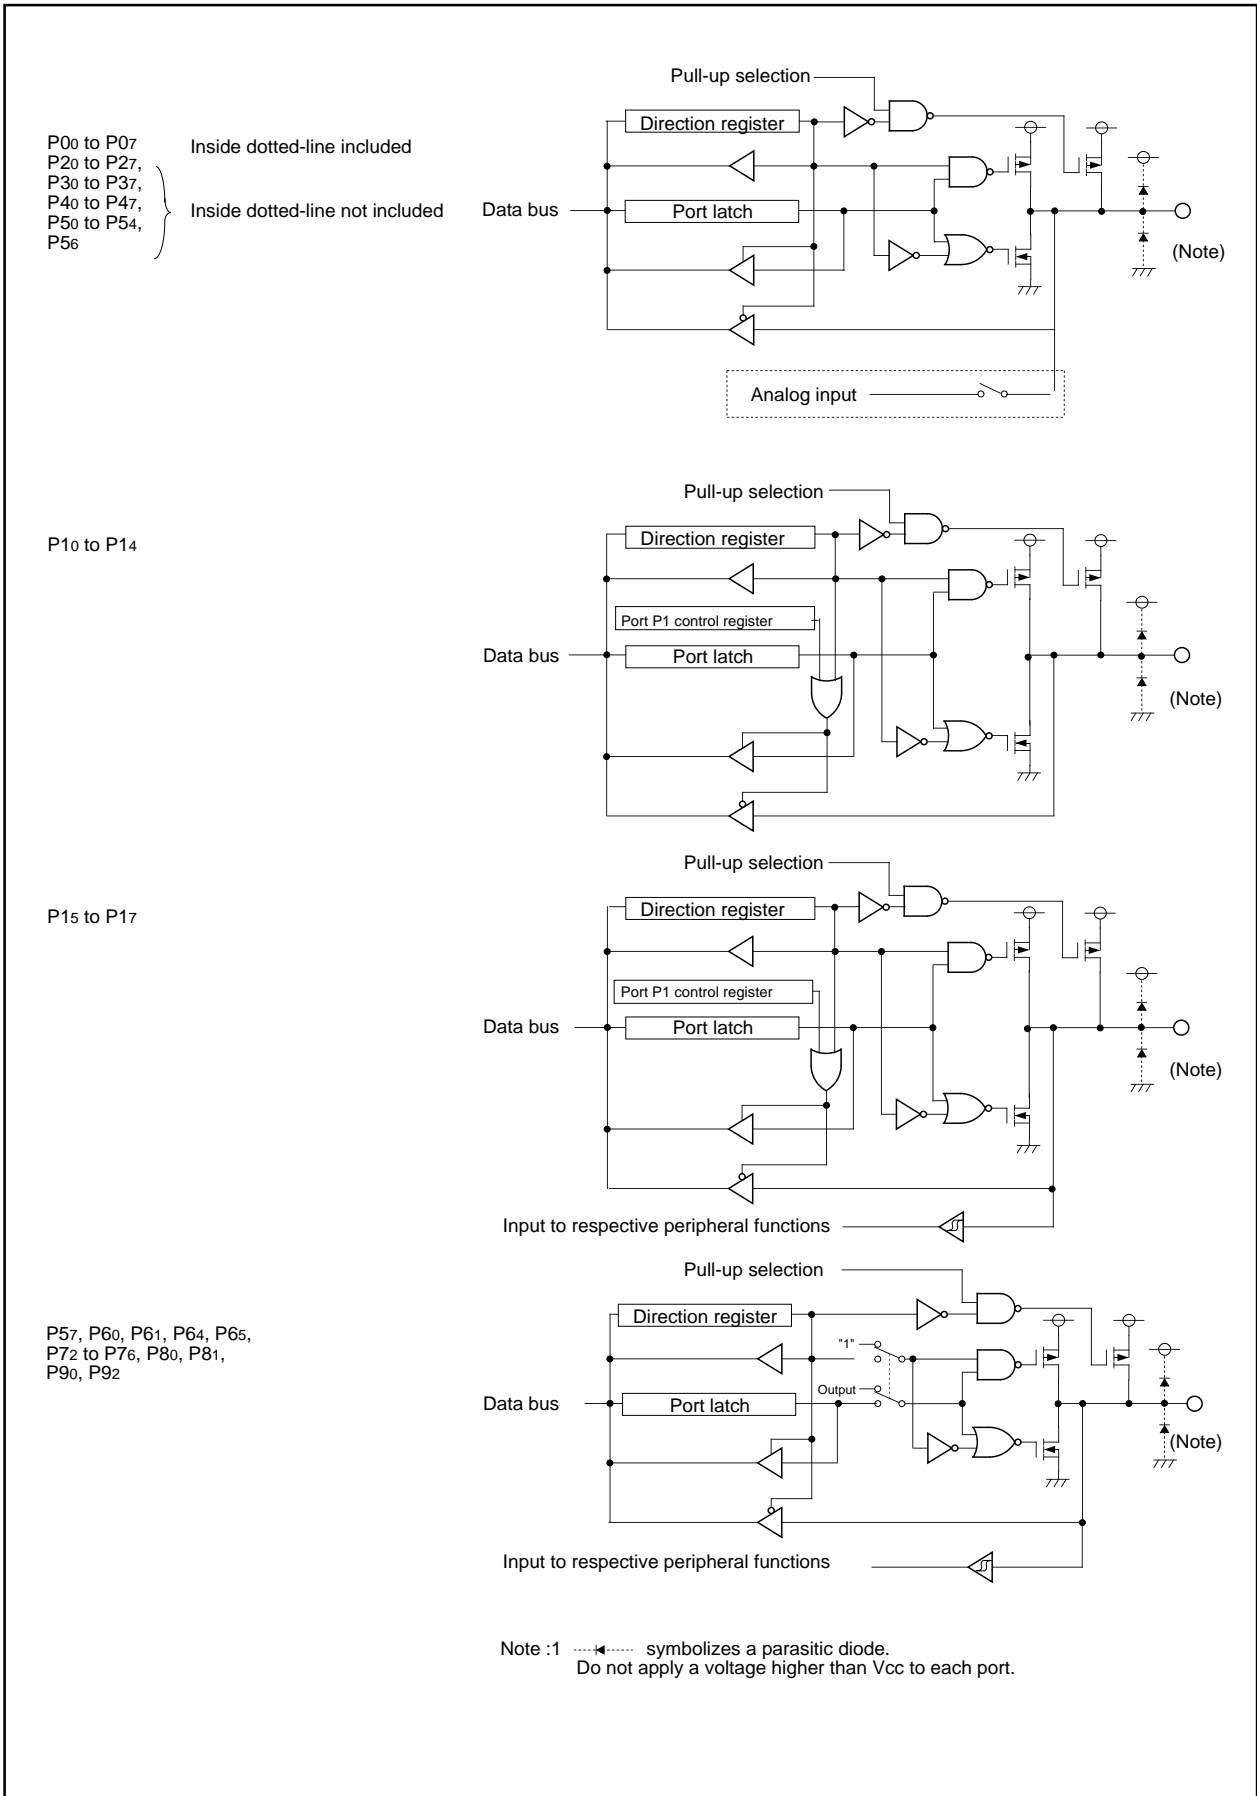 Pull-up selection
Direction register
P00 to P07
Inside dotted-line included
P20 to P27,
P30 to P37,
P40 to P47,
Inside dotted-line not included
P50 to P54,
P56
Data bus
Port latch
(Note)
Analog input
Pull-up selection
Direction register
P10 to P14
Port P1 control register
Data bus
Port latch
(Note)
Pull-up selection
Direction register
P15 to P17
Port P1 control register
Data bus
Port latch
(Note)
Input to respective peripheral functions
Pull-up selection
Direction register
P57, P60, P61, P64, P65,
P72 to P76, P80, P81,
P90, P92
"1"
Output
Data bus
Port latch
(Note)
Input to respective peripheral functions
Note :1 symbolizes a parasitic diode.
Do not apply a voltage higher than Vcc to each port.